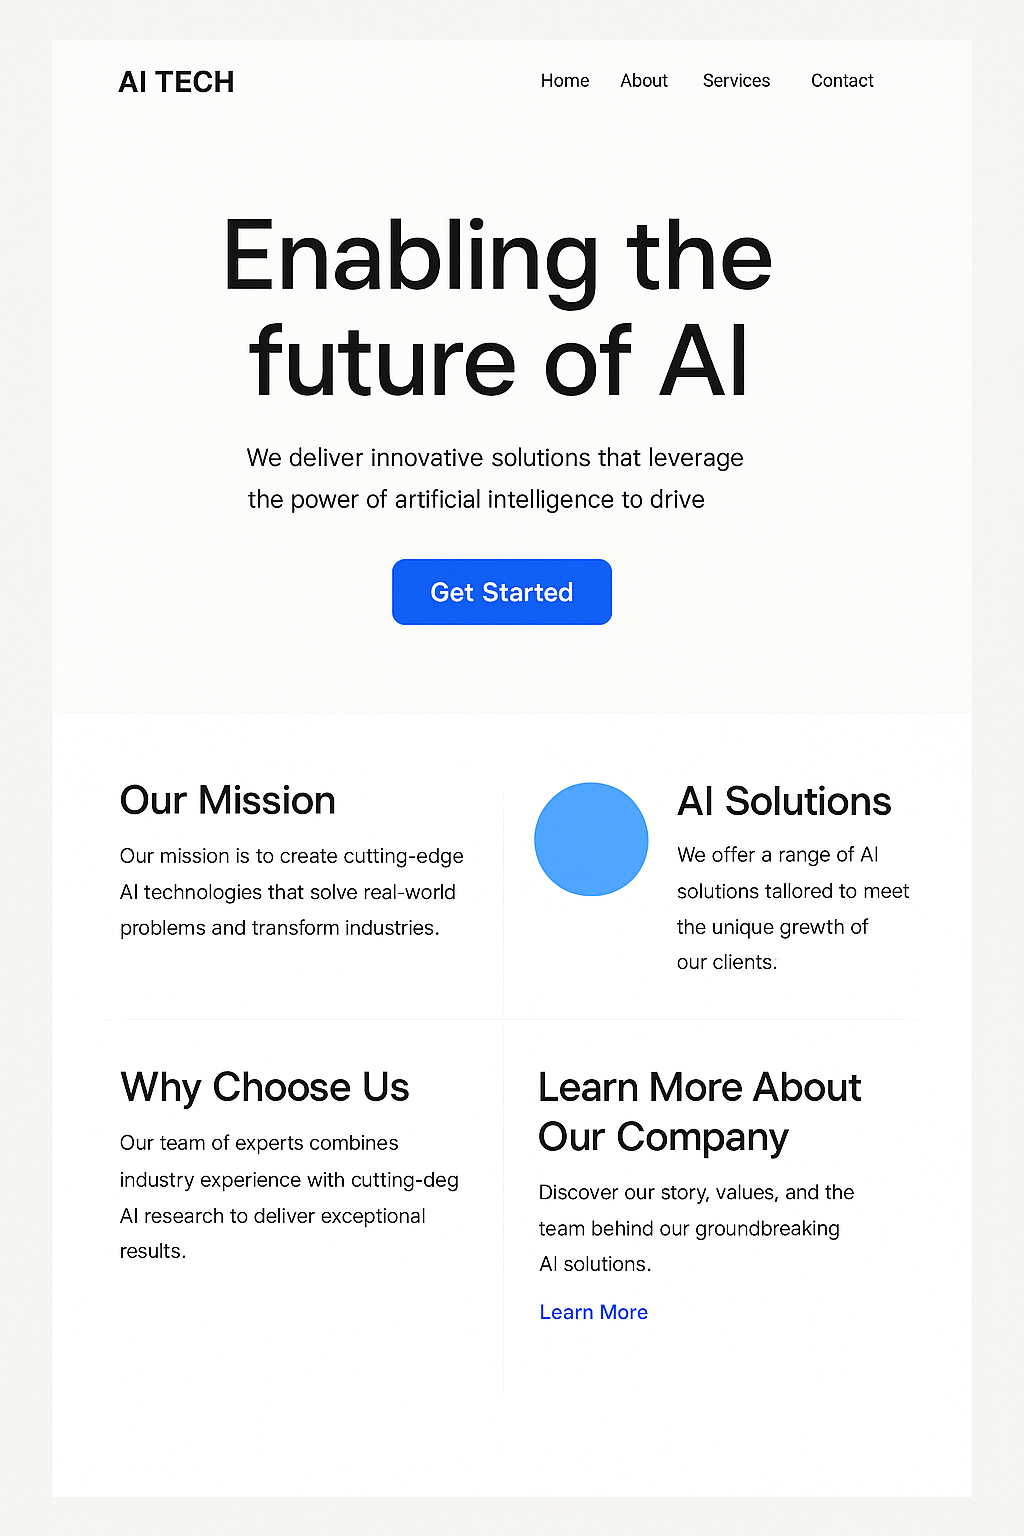 AI TECH
Home About Services Contact
Enabling the
future of AI
We deliver innovative solutions that leverage
the power of artificial intelligence to drive
Get Started
Our Mission
Our mission is to create cutting-edge
AI technologies that solve real-world
problems and transform industries.
AI Solutions
We offer a range of AI
solutions tailored to meet
the unique growth of
our clients.
Why Choose Us
Our team of experts combines
industry experience with cutting-deg
AI research to deliver exceptional
results.
Learn More About
Our Company
Discover our story, values, and the
team behind our groundbreaking
AI solutions.
Learn More